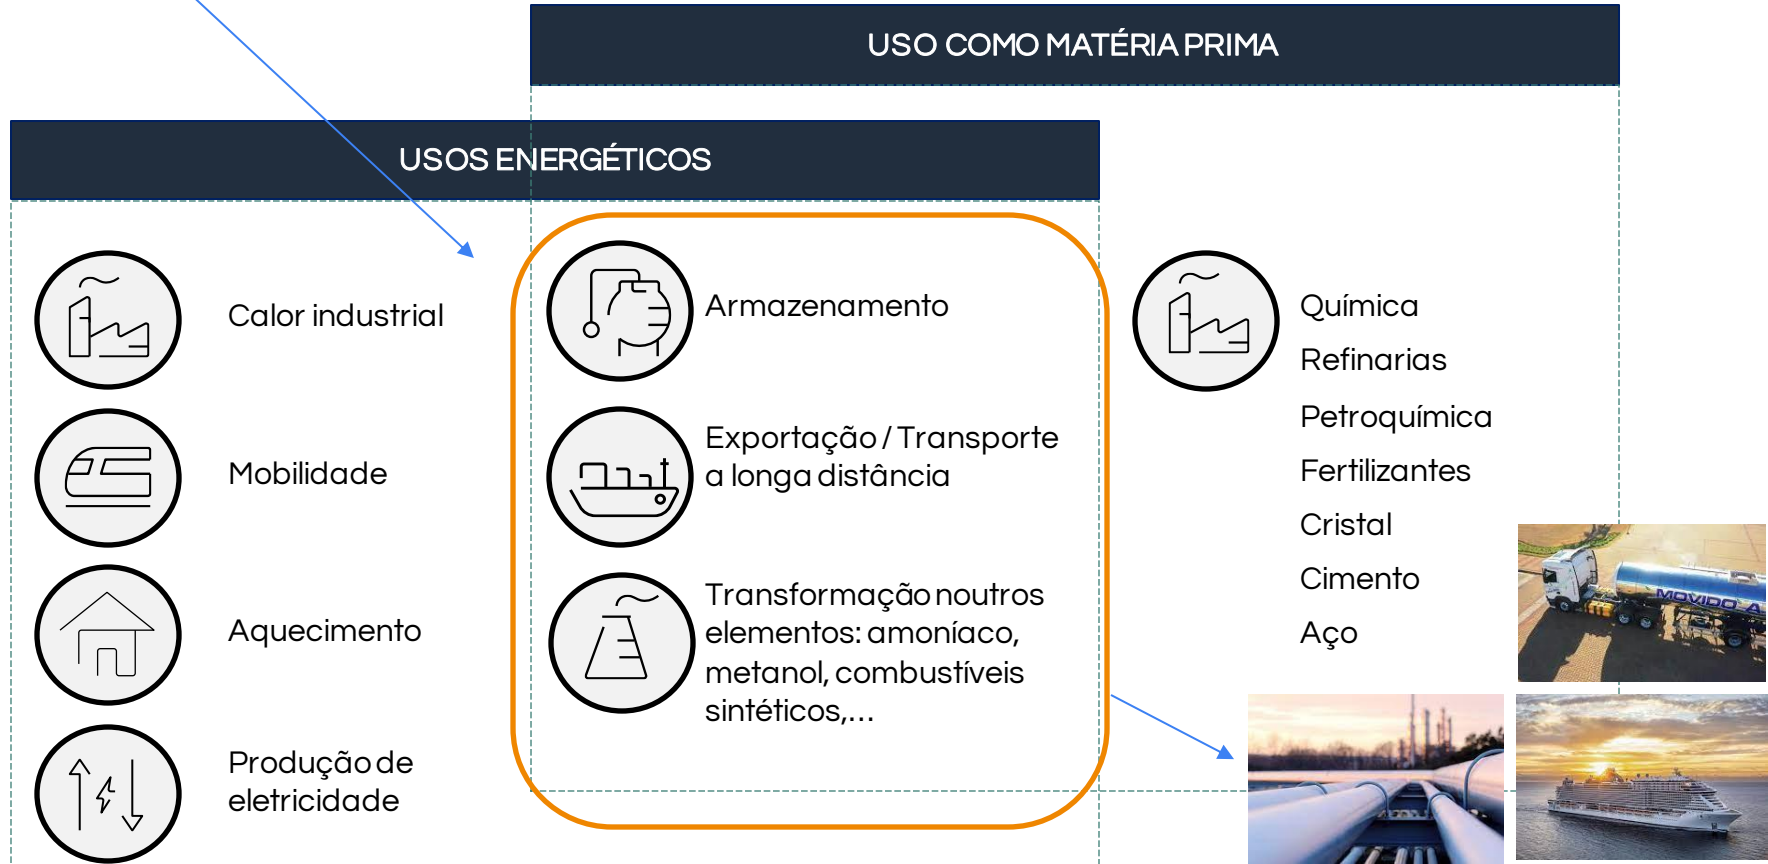 USO COMO MATÉRIA PRIMA
USOS ENERGÉTICOS
Calor industrial
Mobilidade
Aquecimento
Produção de
eletricidade
Armazenamento
Exportação / Transporte
a longa distância
Transformação noutros
elementos: amoníaco,
metanol, combustíveis
sintéticos,...
Química
Refinarias
Petroquímica
Fertilizantes
Cristal
Cimento
Aço
MOVIDO A